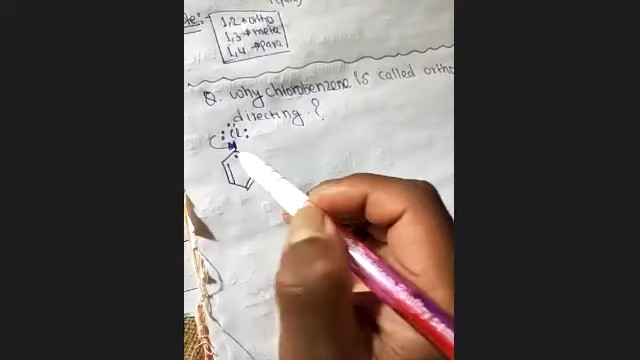 1,2 → ortho
1,3 → meta
1,4 → para
Q. why chlorobenzene is called ortho
directing ?
Cl